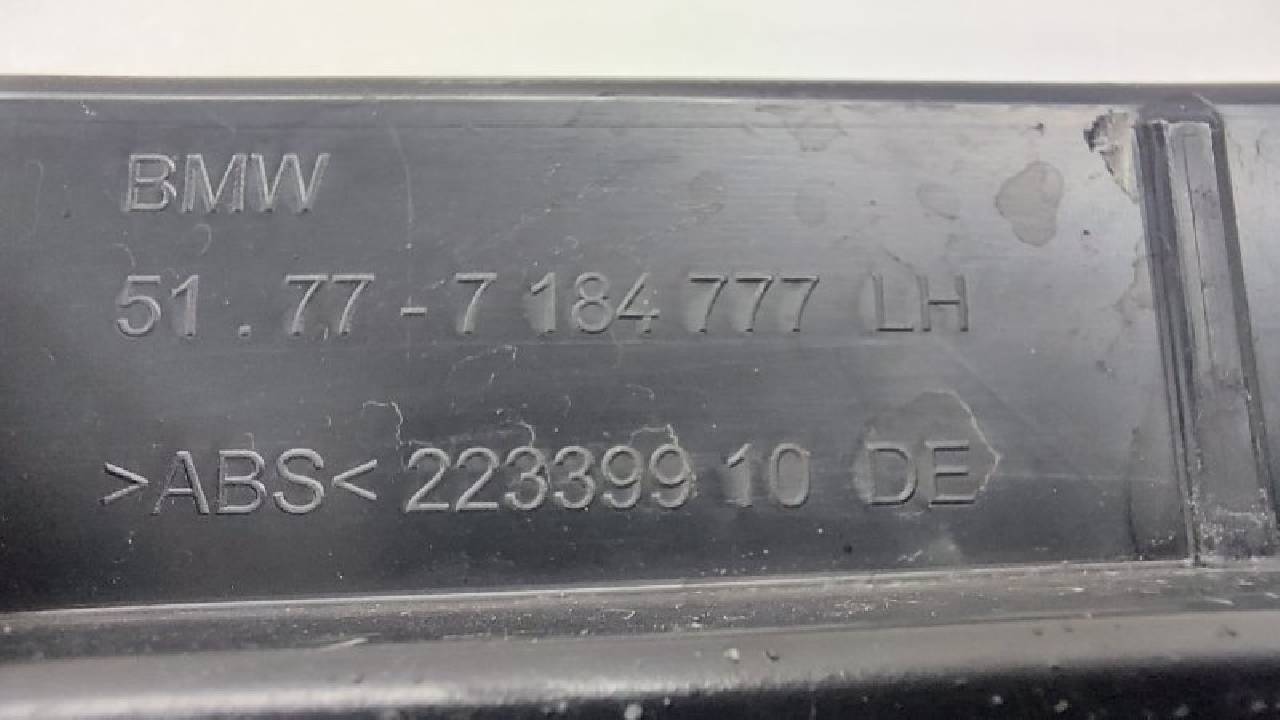 BMW
51.77-7 184 777 LH
>ABS< 223399 10 DE